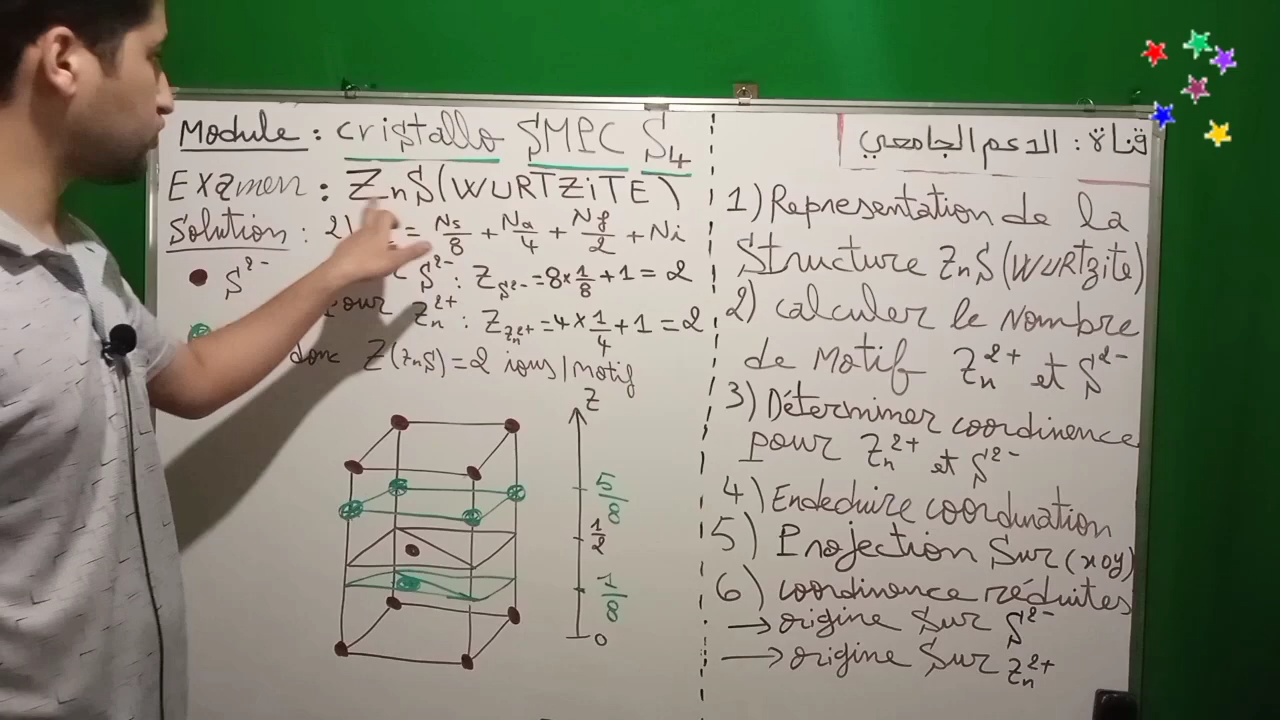 Module : cristallo SMPC S4
قناة : الدعم الجامعي
Examen : ZnS (WURTZiTE)
Solution : 2) = Ns/8 + Na/4 + Nf/2 + Ni
S²⁻
S²⁻ : Z S²⁻ = 8 × 1/8 + 1 = 2
pour Zn²⁺ : Z Zn²⁺ = 4 × 1/4 + 1 = 2
donc Z(ZnS) = 2 ions/motif
Z
5/8
1/2
1/8
0
1) Representation de la
Structure ZnS (WURtzite)
2) calculer le Nombre
de Motif Zn²⁺ et S²⁻
3) Déterminer coordinence
pour Zn²⁺ et S²⁻
4) Endeduire coordination
5) Projection Sur (xoy)
6) coordinence réduites
→ origine Sur S²⁻
→ origine Sur Zn²⁺